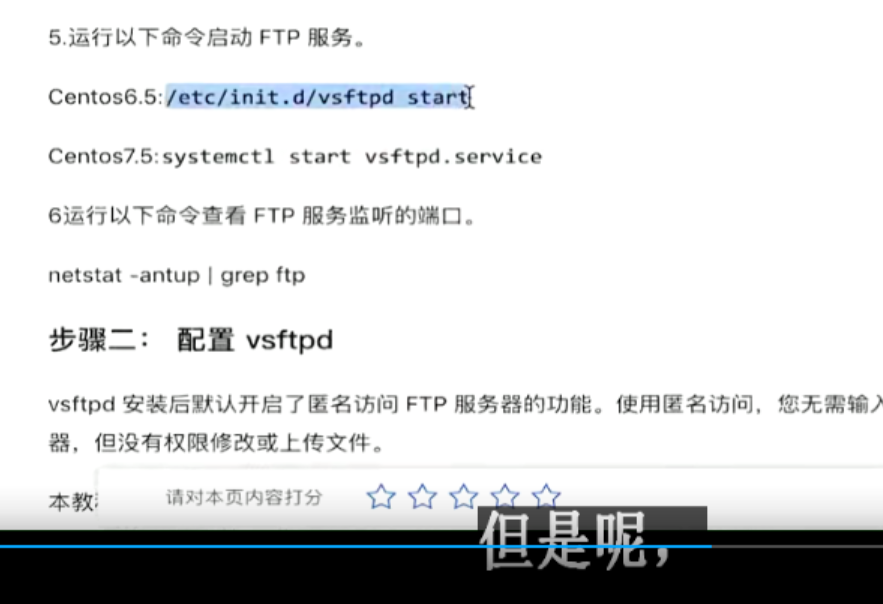 5.运行以下命令启动 FTP 服务。
Centos6.5:/etc/init.d/vsftpd start
Centos7.5:systemctl start vsftpd.service
6运行以下命令查看 FTP 服务监听的端口。
netstat -antup | grep ftp
步骤二： 配置 vsftpd
vsftpd 安装后默认开启了匿名访问 FTP 服务器的功能。使用匿名访问，您无需输入
器，但没有权限修改或上传文件。
本教
请对本页内容打分
但是呢，